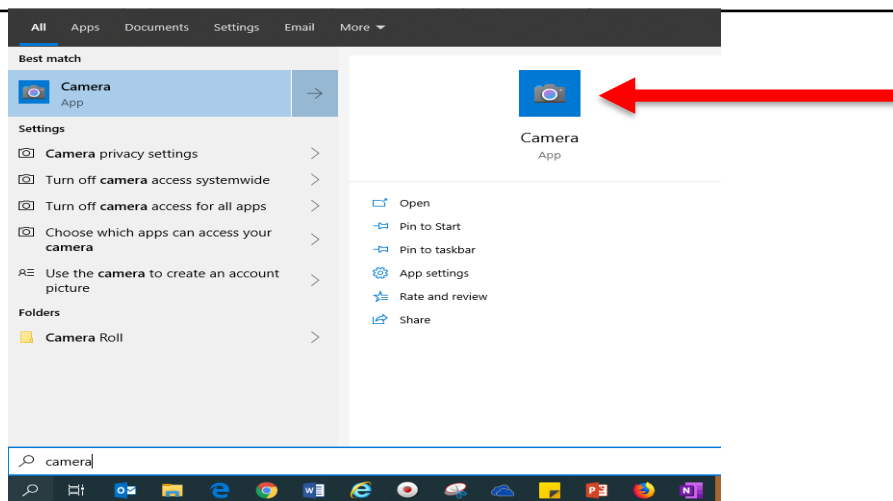 All Apps Documents Settings Email More
Best match
Camera
App
Settings
Camera privacy settings
Turn off camera access systemwide
Turn off camera access for all apps
Choose which apps can access your
camera
Use the camera to create an account
picture
Folders
Camera Roll
Camera
App
Open
Pin to Start
Pin to taskbar
App settings
Rate and review
Share
camera